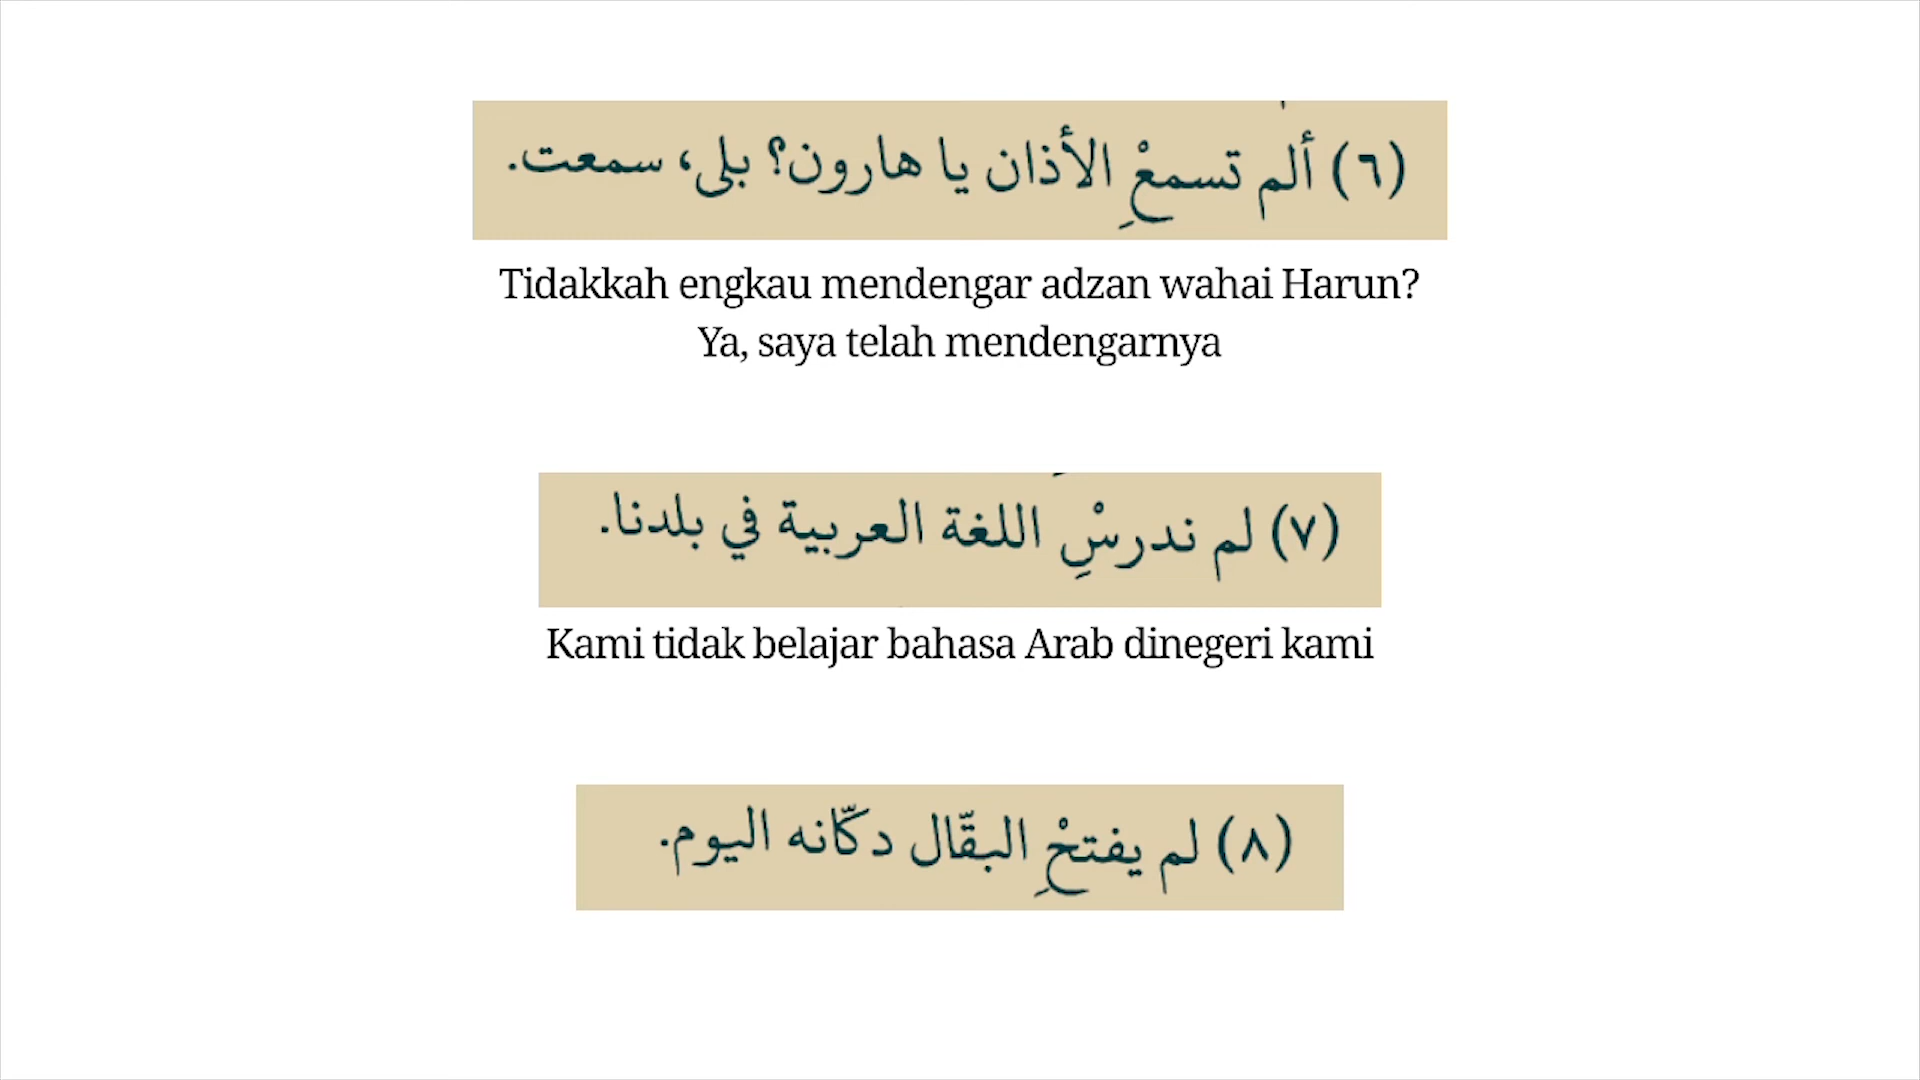 (٦) ألم تسمعْ الأذان يا هارون؟ بلى، سمعت.
Tidakkah engkau mendengar adzan wahai Harun?
Ya, saya telah mendengarnya
(٧) لم ندرسْ اللغة العربية في بلدنا.
Kami tidak belajar bahasa Arab dinegeri kami
(٨) لم يفتحْ البقّال دكّانه اليوم.